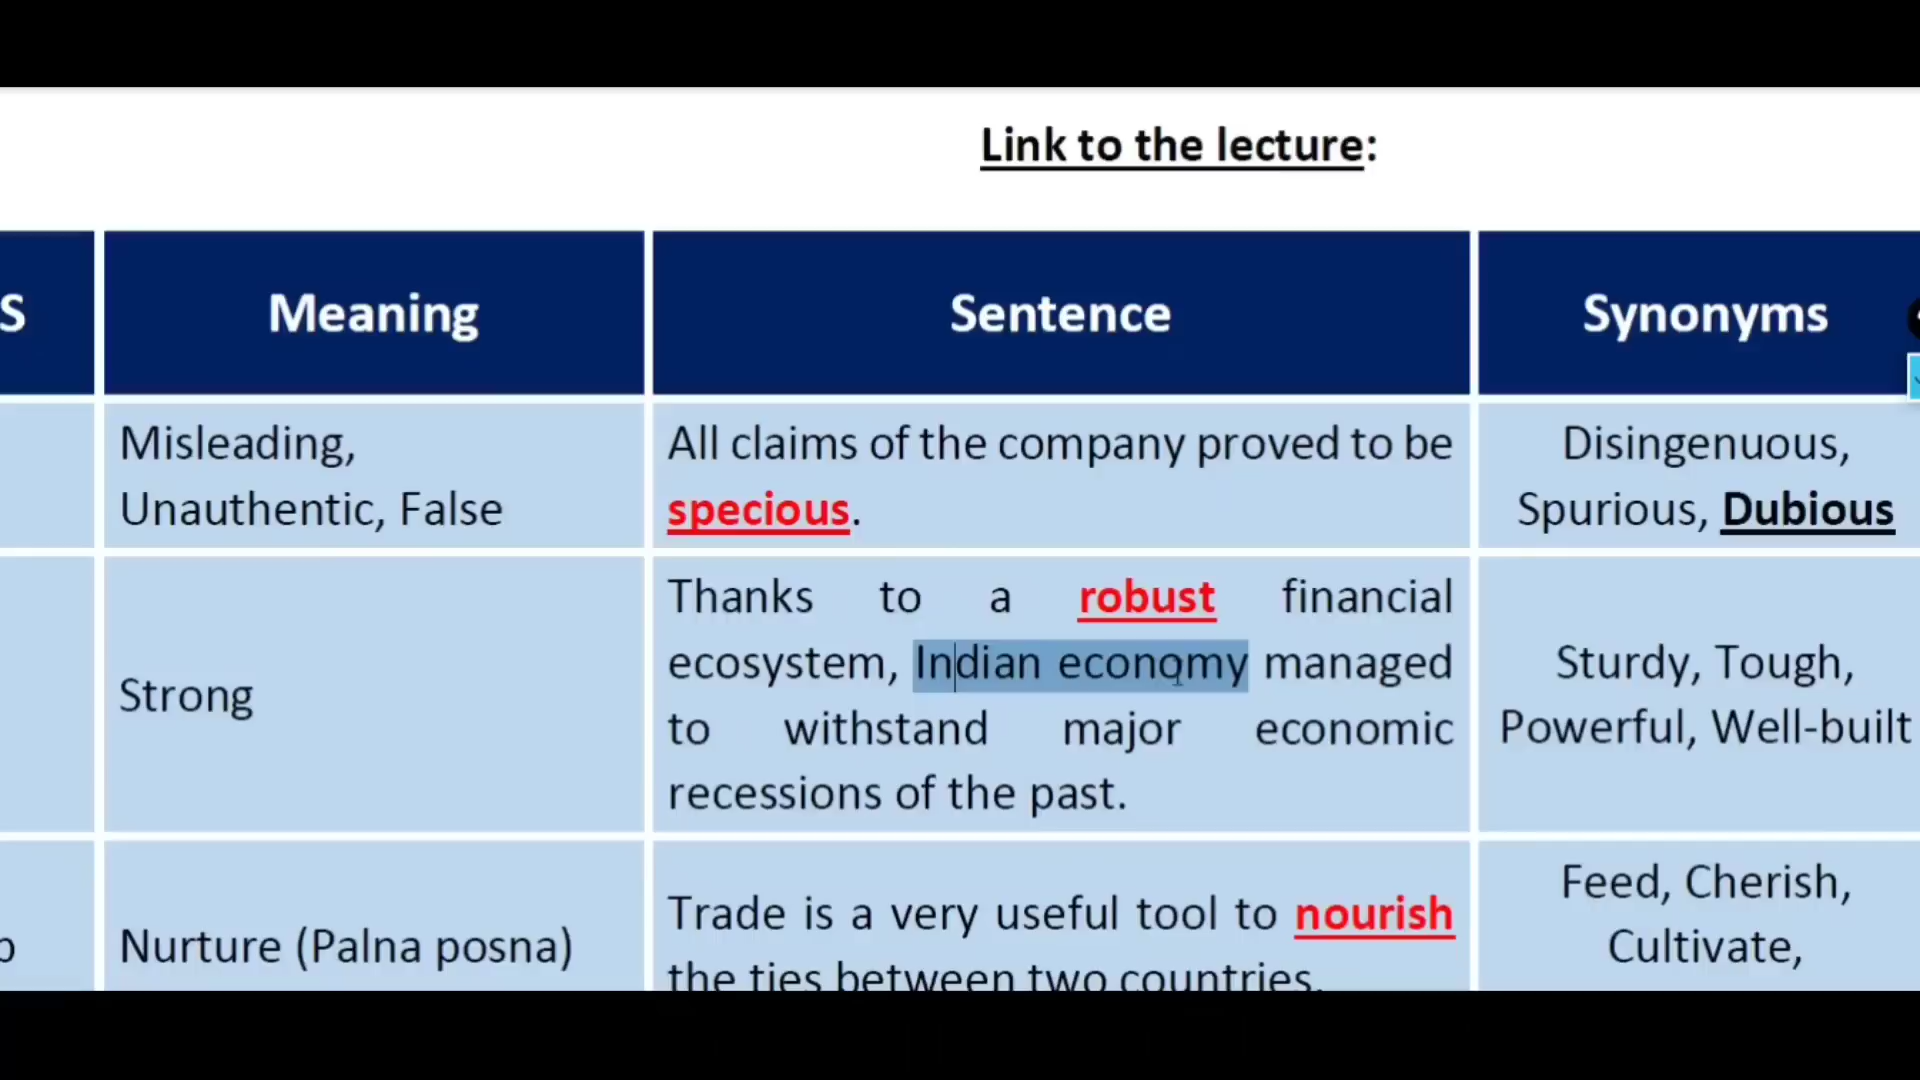 Link to the lecture:
S
Meaning
Sentence
Synonyms
Misleading,
Unauthentic, False
All claims of the company proved to be
specious.
Disingenuous,
Spurious, Dubious
Strong
Thanks to a robust financial
ecosystem, Indian economy managed
to withstand major economic
recessions of the past.
Sturdy, Tough,
Powerful, Well-built
Nurture (Palna posna)
Trade is a very useful tool to nourish
the ties between two countries.
Feed, Cherish,
Cultivate,